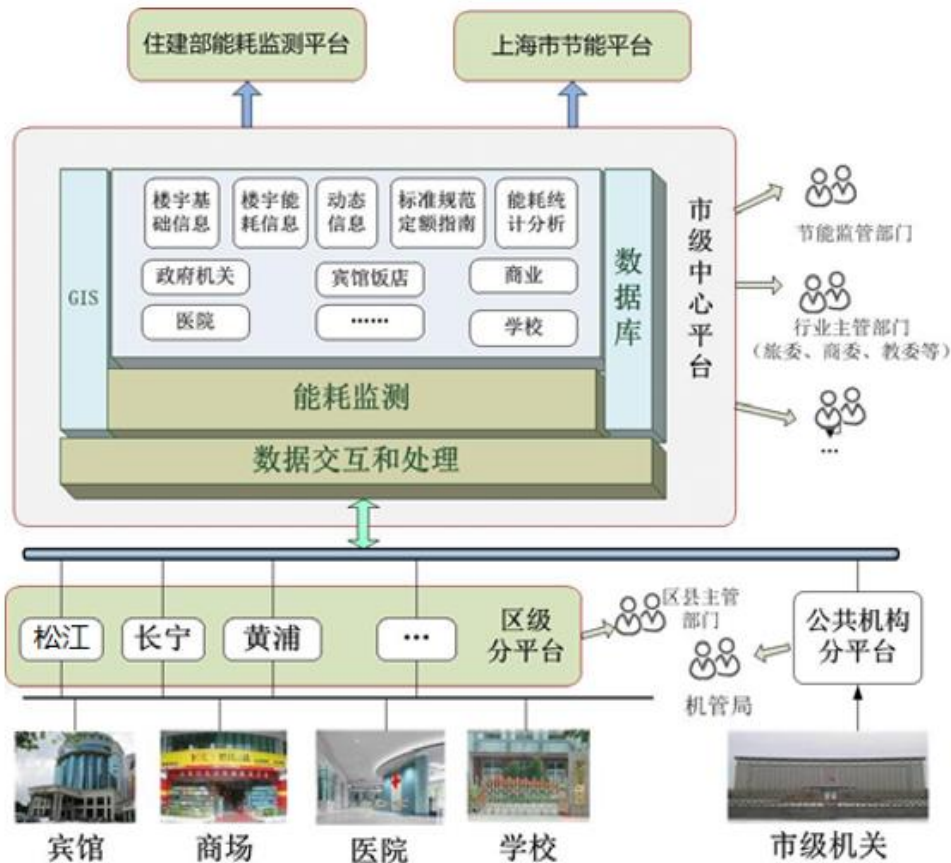 住建部能耗监测平台
上海市节能平台
GIS
楼宇基
础信息
楼宇能
耗信息
动态
信息
标准规范
定额指南
能耗统
计分析
政府机关
宾馆饭店
商业
医院
……
学校
数据库
能耗监测
数据交互和处理
市级中心平台
节能监管部门
行业主管部门
(旅委、商委、教委等)
…
松江
长宁
黄浦
…
区级
分平台
区县主管
部门
公共机构
分平台
机管局
宾馆
商场
医院
学校
市级机关